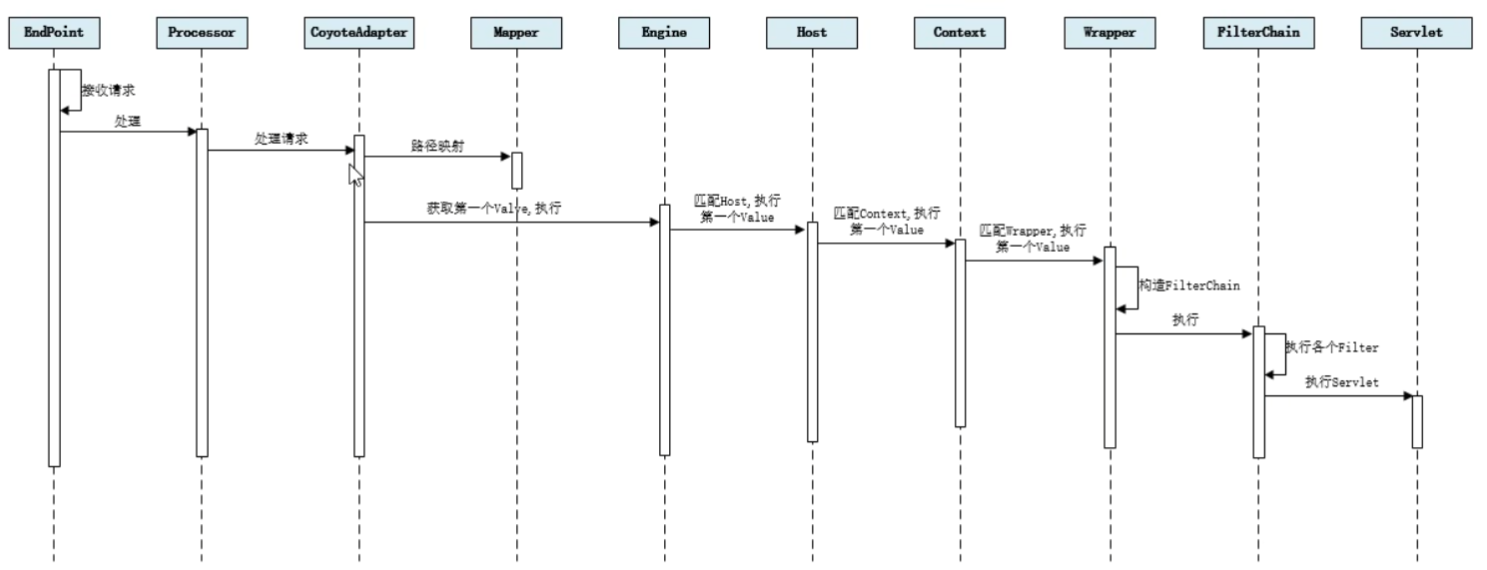 EndPoint
Processor
CoyoteAdapter
Mapper
Engine
Host
Context
Wrapper
FilterChain
Servlet
接收请求
处理
处理请求
路径映射
获取第一个Valve,执行
匹配Host,执行
第一个Value
匹配Context,执行
第一个Value
匹配Wrapper,执行
第一个Value
构造FilterChain
执行
执行各个Filter
执行Servlet